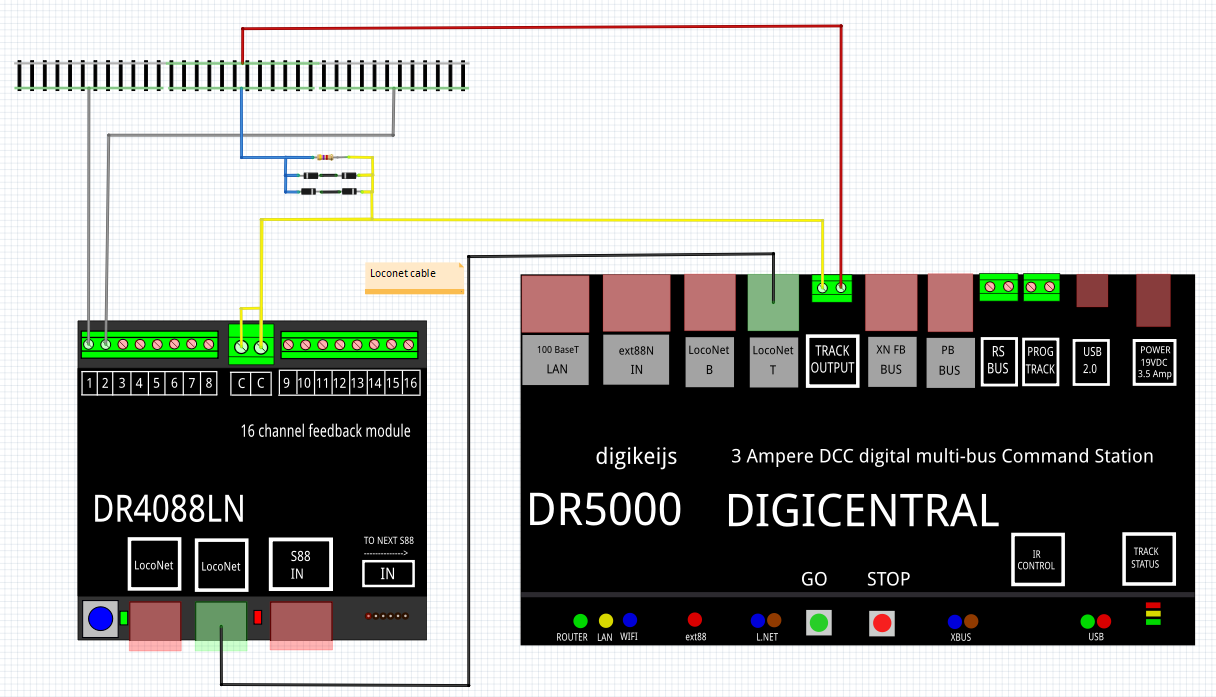 Loconet cable
1 2 3 4 5 6 7 8 C C 9 10 11 12 13 14 15 16
16 channel feedback module
DR4088LN
LocoNet
LocoNet
S88
IN
TO NEXT S88
-------------->
IN
100 BaseT
LAN
ext88N
IN
LocoNet
B
LocoNet
T
TRACK
OUTPUT
XN FB
BUS
PB
BUS
RS
BUS
PROG
TRACK
USB
2.0
POWER
19VDC
3.5 Amp
digikeijs
3 Ampere DCC digital multi-bus Command Station
DR5000
DIGICENTRAL
IR
CONTROL
TRACK
STATUS
GO
STOP
ROUTER
LAN
WIFI
ext88
L.NET
XBUS
USB